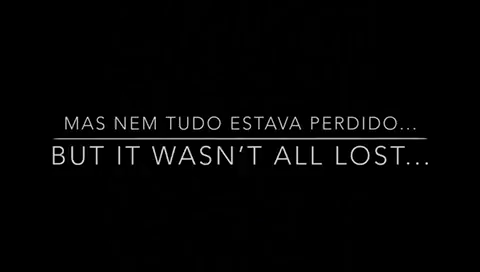 MAS NEM TUDO ESTAVA PERDIDO...
BUT IT WASN'T ALL LOST...